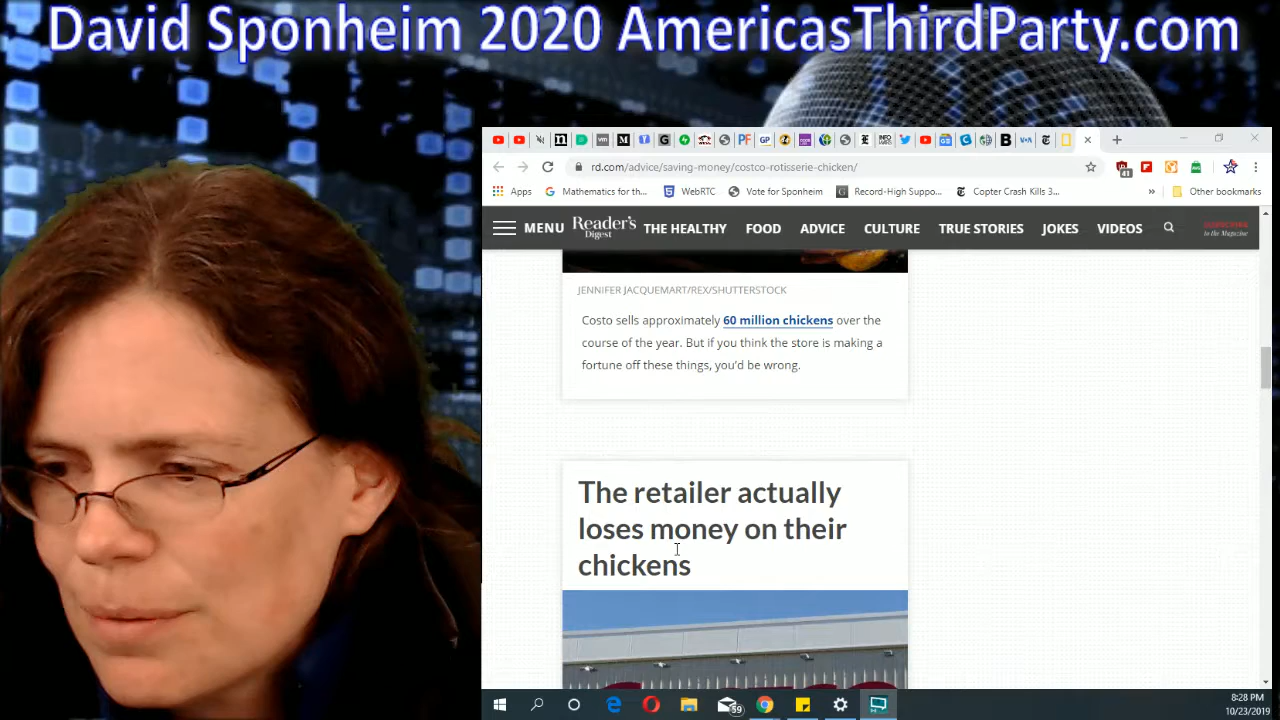 David Sponheim 2020 AmericasThirdParty.com
rd.com/advice/saving-money/costco-rotisserie-chicken/
Apps Mathematics for th... WebRTC Vote for Sponheim Record-High Suppo... Copter Crash Kills 3... » Other bookmarks
MENU Reader's Digest THE HEALTHY FOOD ADVICE CULTURE TRUE STORIES JOKES VIDEOS
to the Magazine
JENNIFER JACQUEMART/REX/SHUTTERSTOCK
Costo sells approximately 60 million chickens over the
course of the year. But if you think the store is making a
fortune off these things, you'd be wrong.
The retailer actually
loses money on their
chickens
59
8:28 PM
10/23/2019